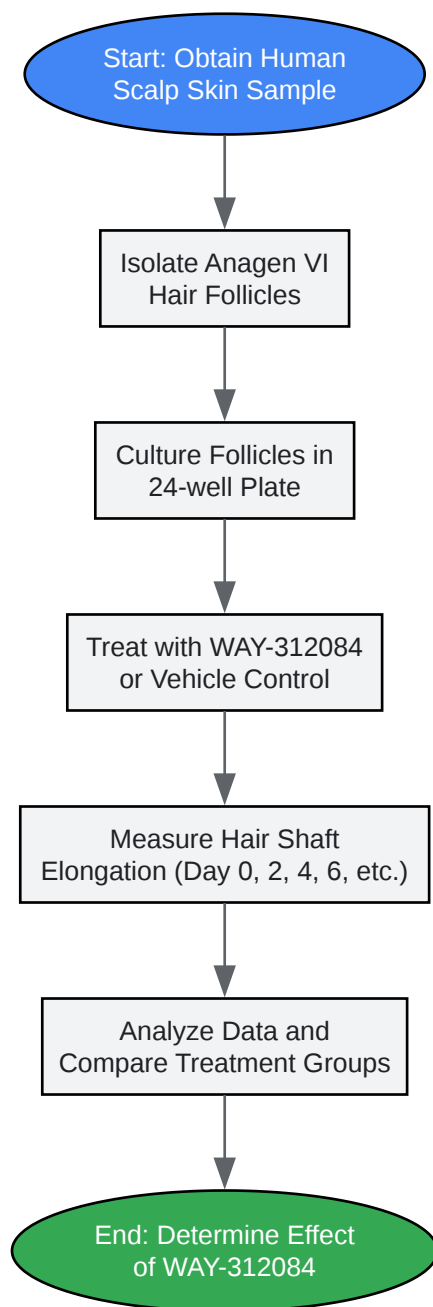 Start: Obtain Human
Scalp Skin Sample
Isolate Anagen VI
Hair Follicles
Culture Follicles in
24-well Plate
Treat with WAY-312084
or Vehicle Control
Measure Hair Shaft
Elongation (Day 0, 2, 4, 6, etc.)
Analyze Data and
Compare Treatment Groups
End: Determine Effect
of WAY-312084